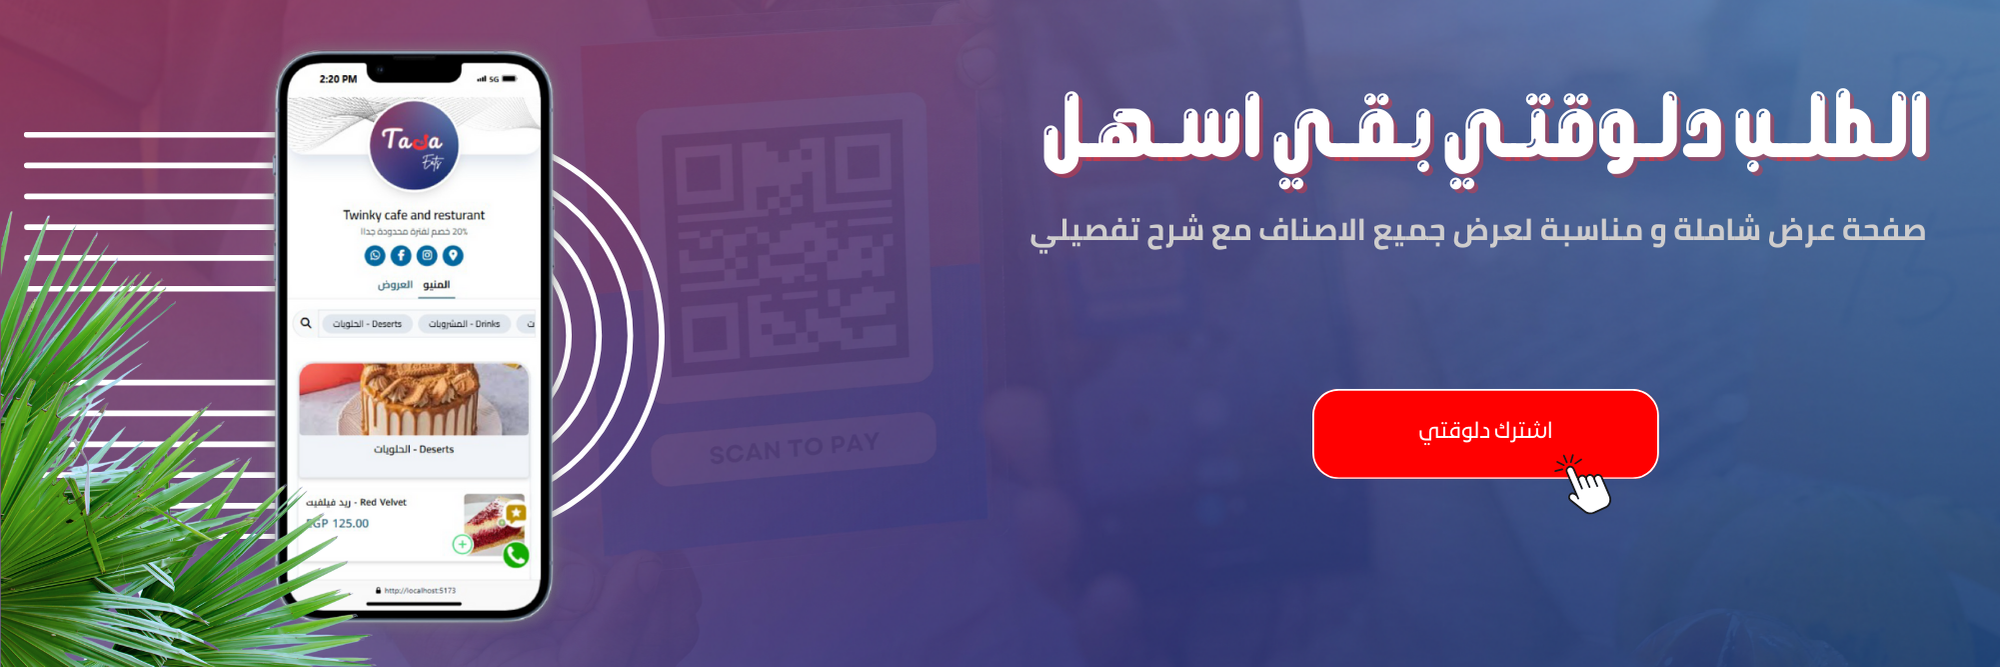 الطلب دلوقتي بقي اسهل
صفحة عرض شاملة و مناسبة لعرض جميع الاصناف مع شرح تفصيلي
اشترك دلوقتي
SCAN TO PAY
2:20 PM
5G
Eats
Twinky cafe and resturant
20% خصم لفترة محدودة جدا!
المنيو العروض
Drinks - المشروبات
Deserts - الحلويات
Deserts - الحلويات
Red Velvet - ريد فيلفيت
EGP 125.00
http://localhost:5173